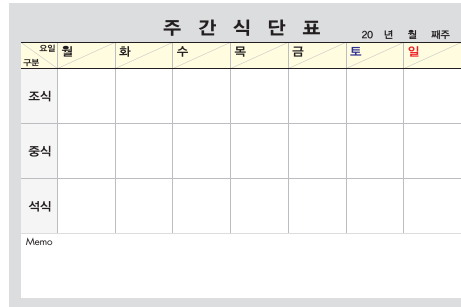 주 간 식 단 표
20 년 월 째주
요일 월 화 수 목 금 토 일
구분
조식
중식
석식
Memo